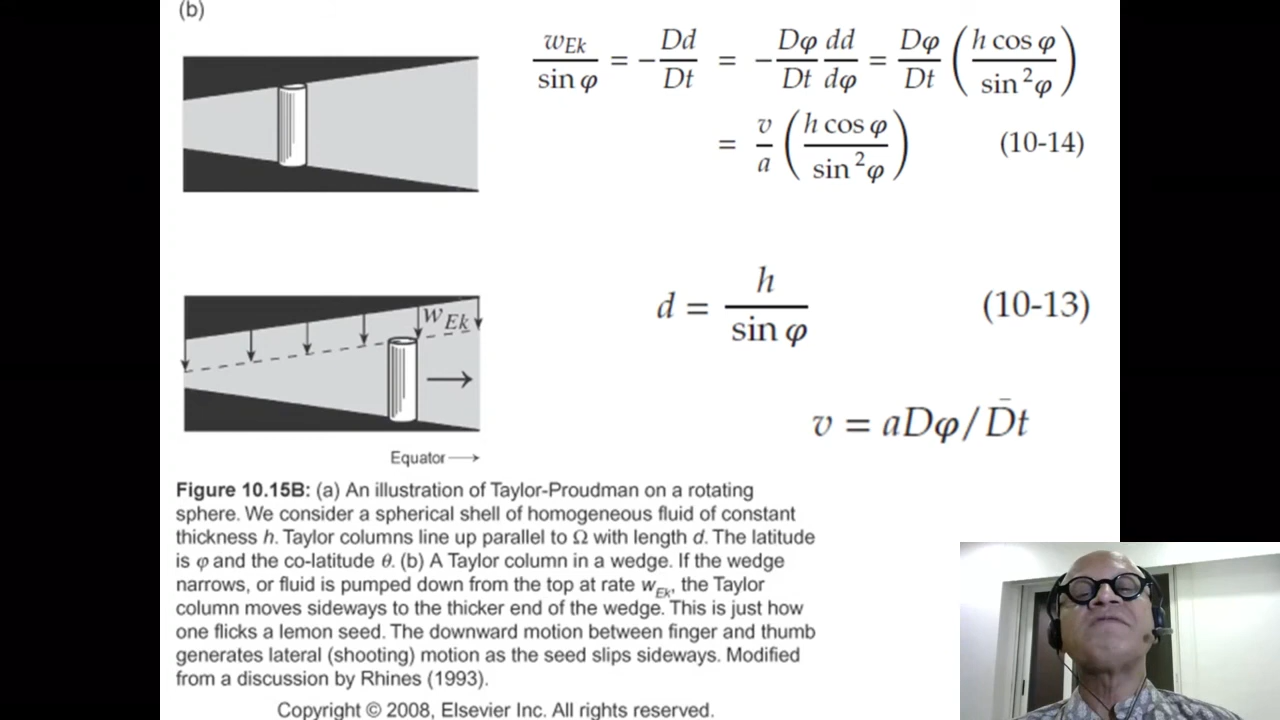 (b)
w_Ek / sin φ = − Dd / Dt = − Dφ / Dt dd / dφ = Dφ / Dt ( h cos φ / sin ²φ )
= v / a ( h cos φ / sin ²φ ) (10-14)
w_Ek
d = h / sin φ (10-13)
v = aDφ/ D̄t
Equator →
Figure 10.15B: (a) An illustration of Taylor-Proudman on a rotating
sphere. We consider a spherical shell of homogeneous fluid of constant
thickness h. Taylor columns line up parallel to Ω with length d. The latitude
is φ and the co-latitude θ. (b) A Taylor column in a wedge. If the wedge
narrows, or fluid is pumped down from the top at rate w_Ek, the Taylor
column moves sideways to the thicker end of the wedge. This is just how
one flicks a lemon seed. The downward motion between finger and thumb
generates lateral (shooting) motion as the seed slips sideways. Modified
from a discussion by Rhines (1993).
Copyright © 2008, Elsevier Inc. All rights reserved.